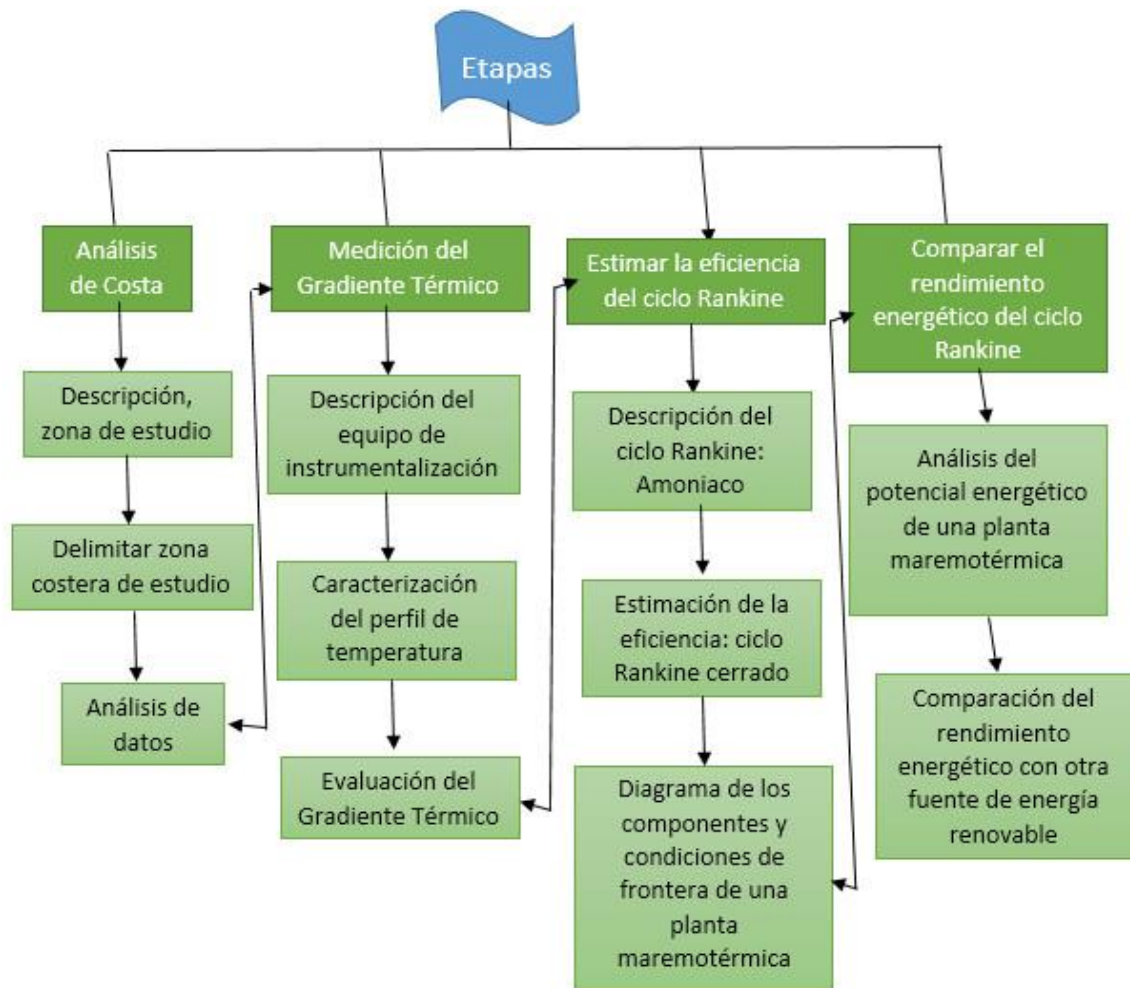 Etapas
Análisis
de Costa
Descripción,
zona de estudio
Delimitar zona
costera de estudio
Análisis de
datos
Medición del
Gradiente Térmico
Descripción del
equipo de
instrumentalización
Caracterización
del perfil de
temperatura
Evaluación del
Gradiente Térmico
Estimar la eficiencia
del ciclo Rankine
Descripción del
ciclo Rankine:
Amoniaco
Estimación de la
eficiencia: ciclo
Rankine cerrado
Diagrama de los
componentes y
condiciones de
frontera de una
planta
maremotérmica
Comparar el
rendimiento
energético del ciclo
Rankine
Análisis del
potencial energético
de una planta
maremotérmica
Comparación del
rendimiento
energético con otra
fuente de energía
renovable